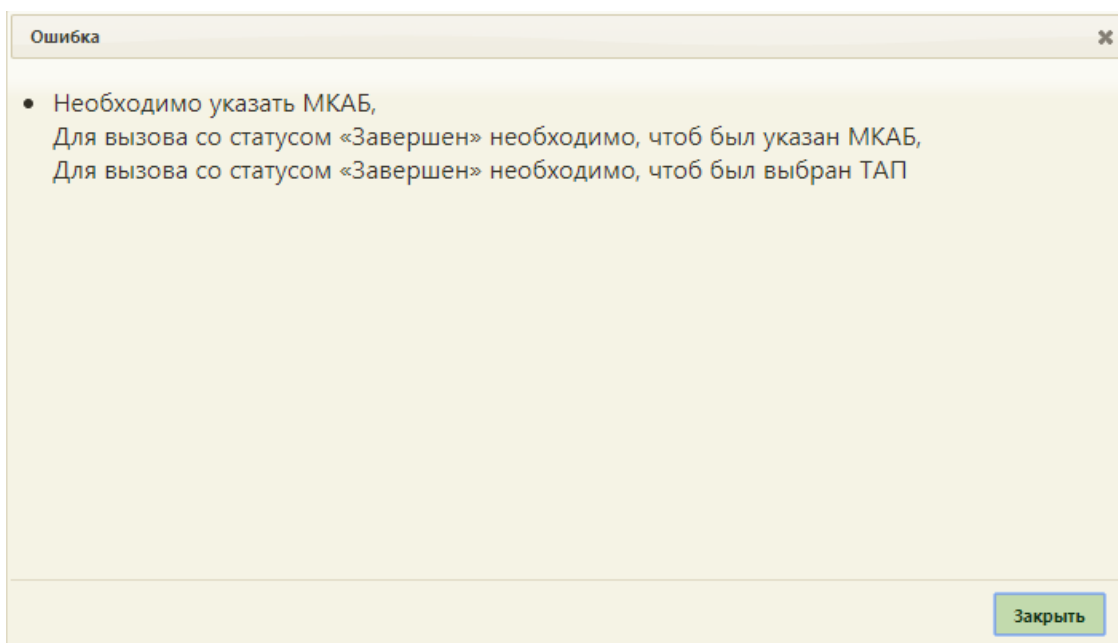 Ошибка
Необходимо указать МКАБ,
Для вызова со статусом «Завершен» необходимо, чтоб был указан МКАБ,
Для вызова со статусом «Завершен» необходимо, чтоб был выбран ТАП
Закрыть